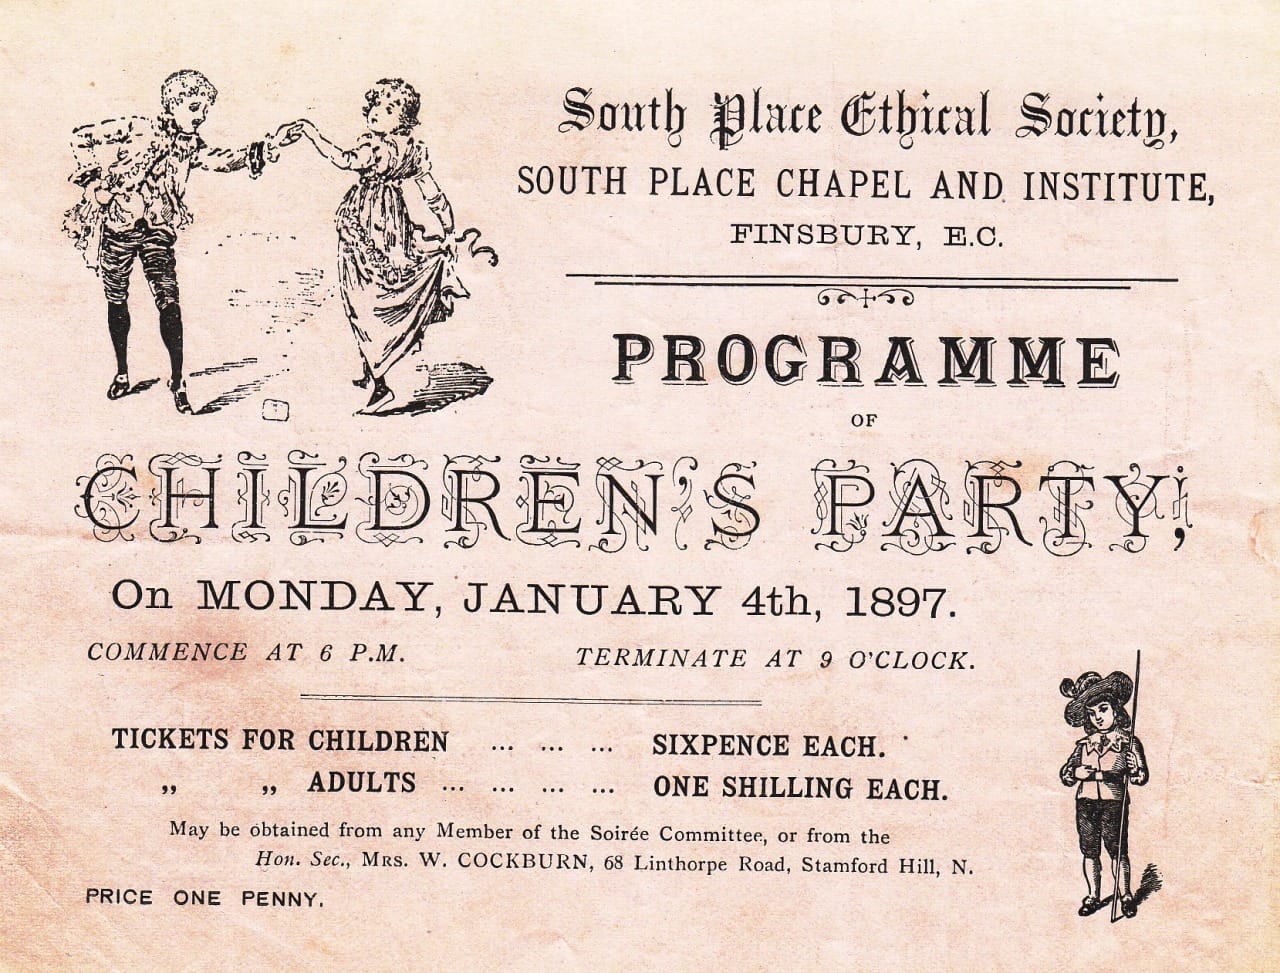 South Place Ethical Society,
SOUTH PLACE CHAPEL AND INSTITUTE,
FINSBURY, E.C.
PROGRAMME
OF
CHILDREN'S PARTY,
On MONDAY, JANUARY 4th, 1897.
COMMENCE AT 6 P.M. TERMINATE AT 9 O'CLOCK.
TICKETS FOR CHILDREN ... ... ... SIXPENCE EACH.
„ „ ADULTS ... ... ... ... ONE SHILLING EACH.
May be obtained from any Member of the Soirée Committee, or from the
Hon. Sec., MRS. W. COCKBURN, 68 Linthorpe Road, Stamford Hill, N.
PRICE ONE PENNY.